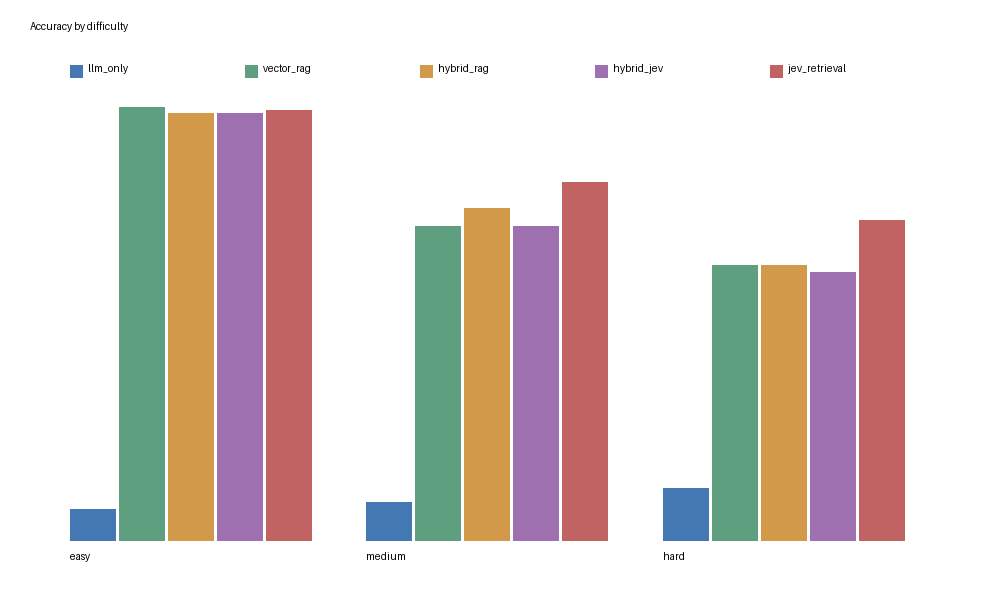 Accuracy by difficulty
llm_only vector_rag hybrid_rag hybrid_jev jev_retrieval
easy medium hard